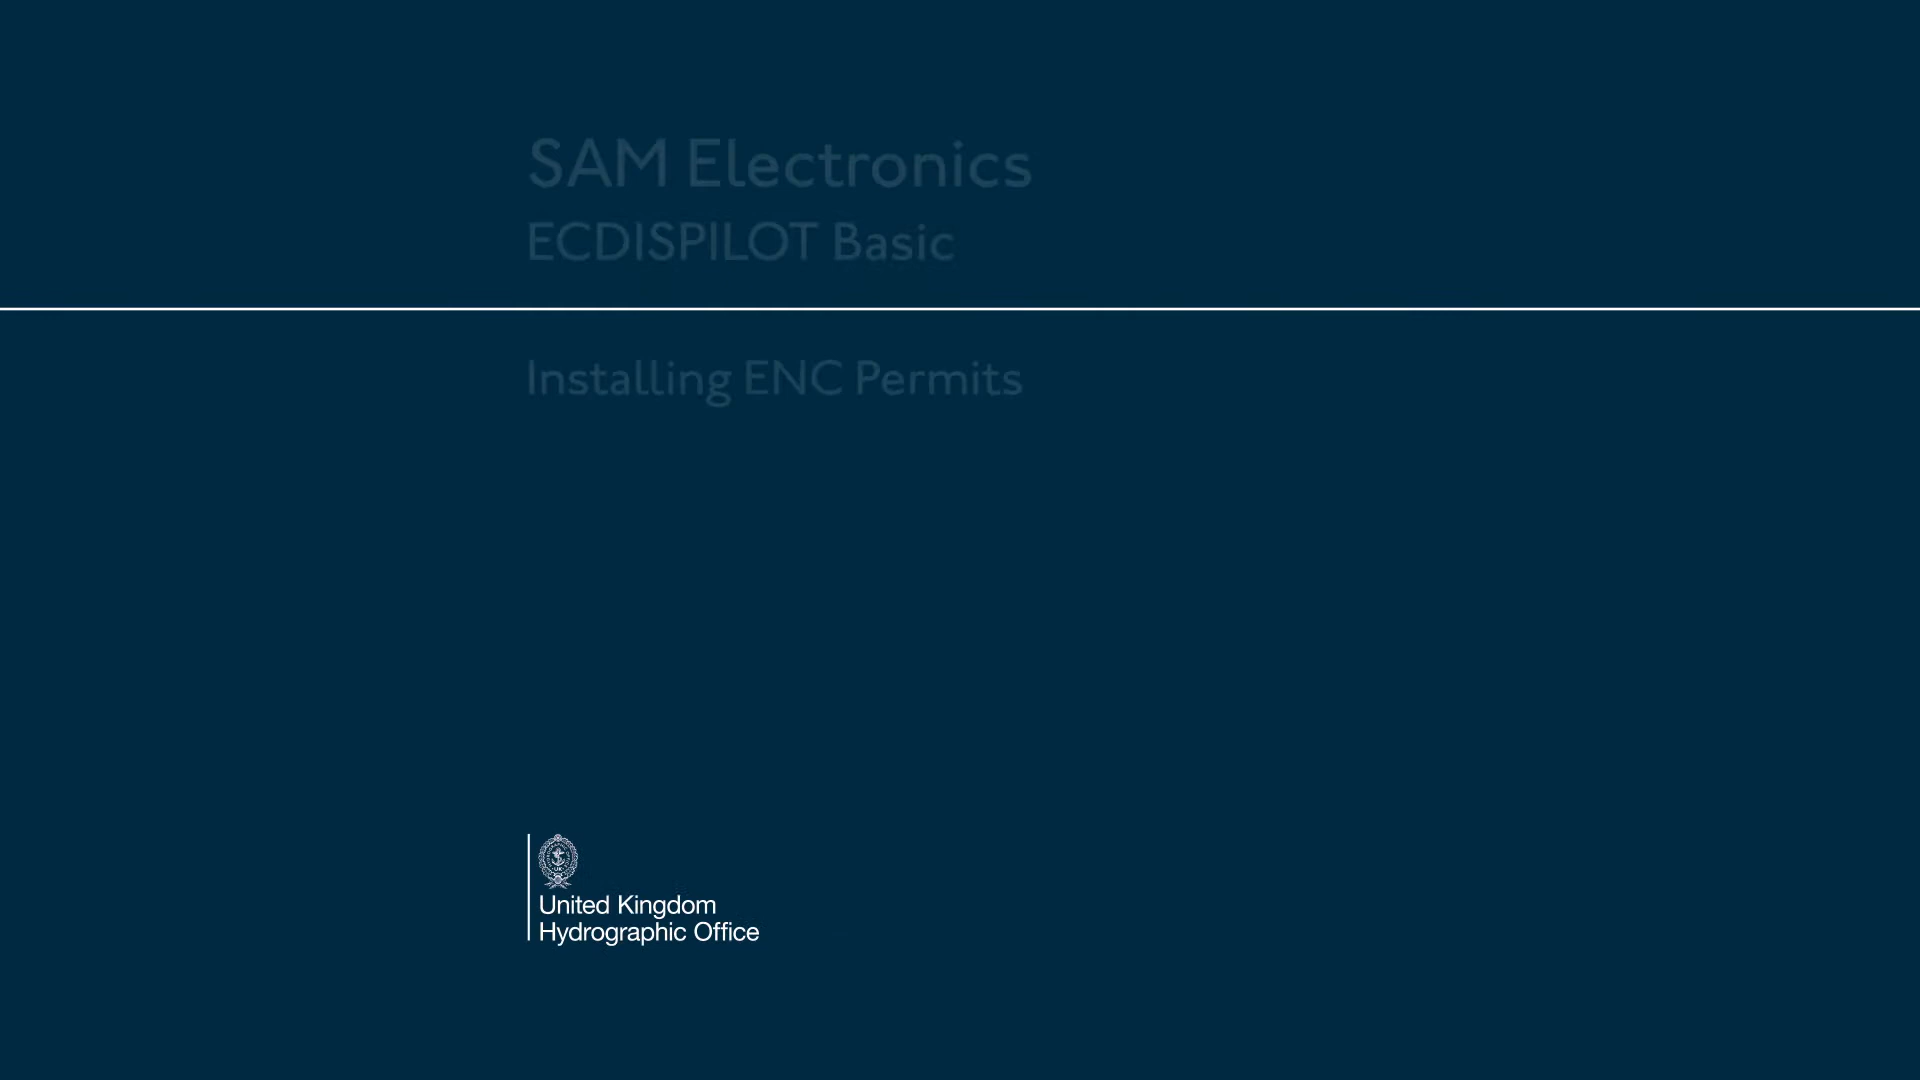 SAM Electronics
ECDISPILOT Basic
Installing ENC Permits
United Kingdom
Hydrographic Office